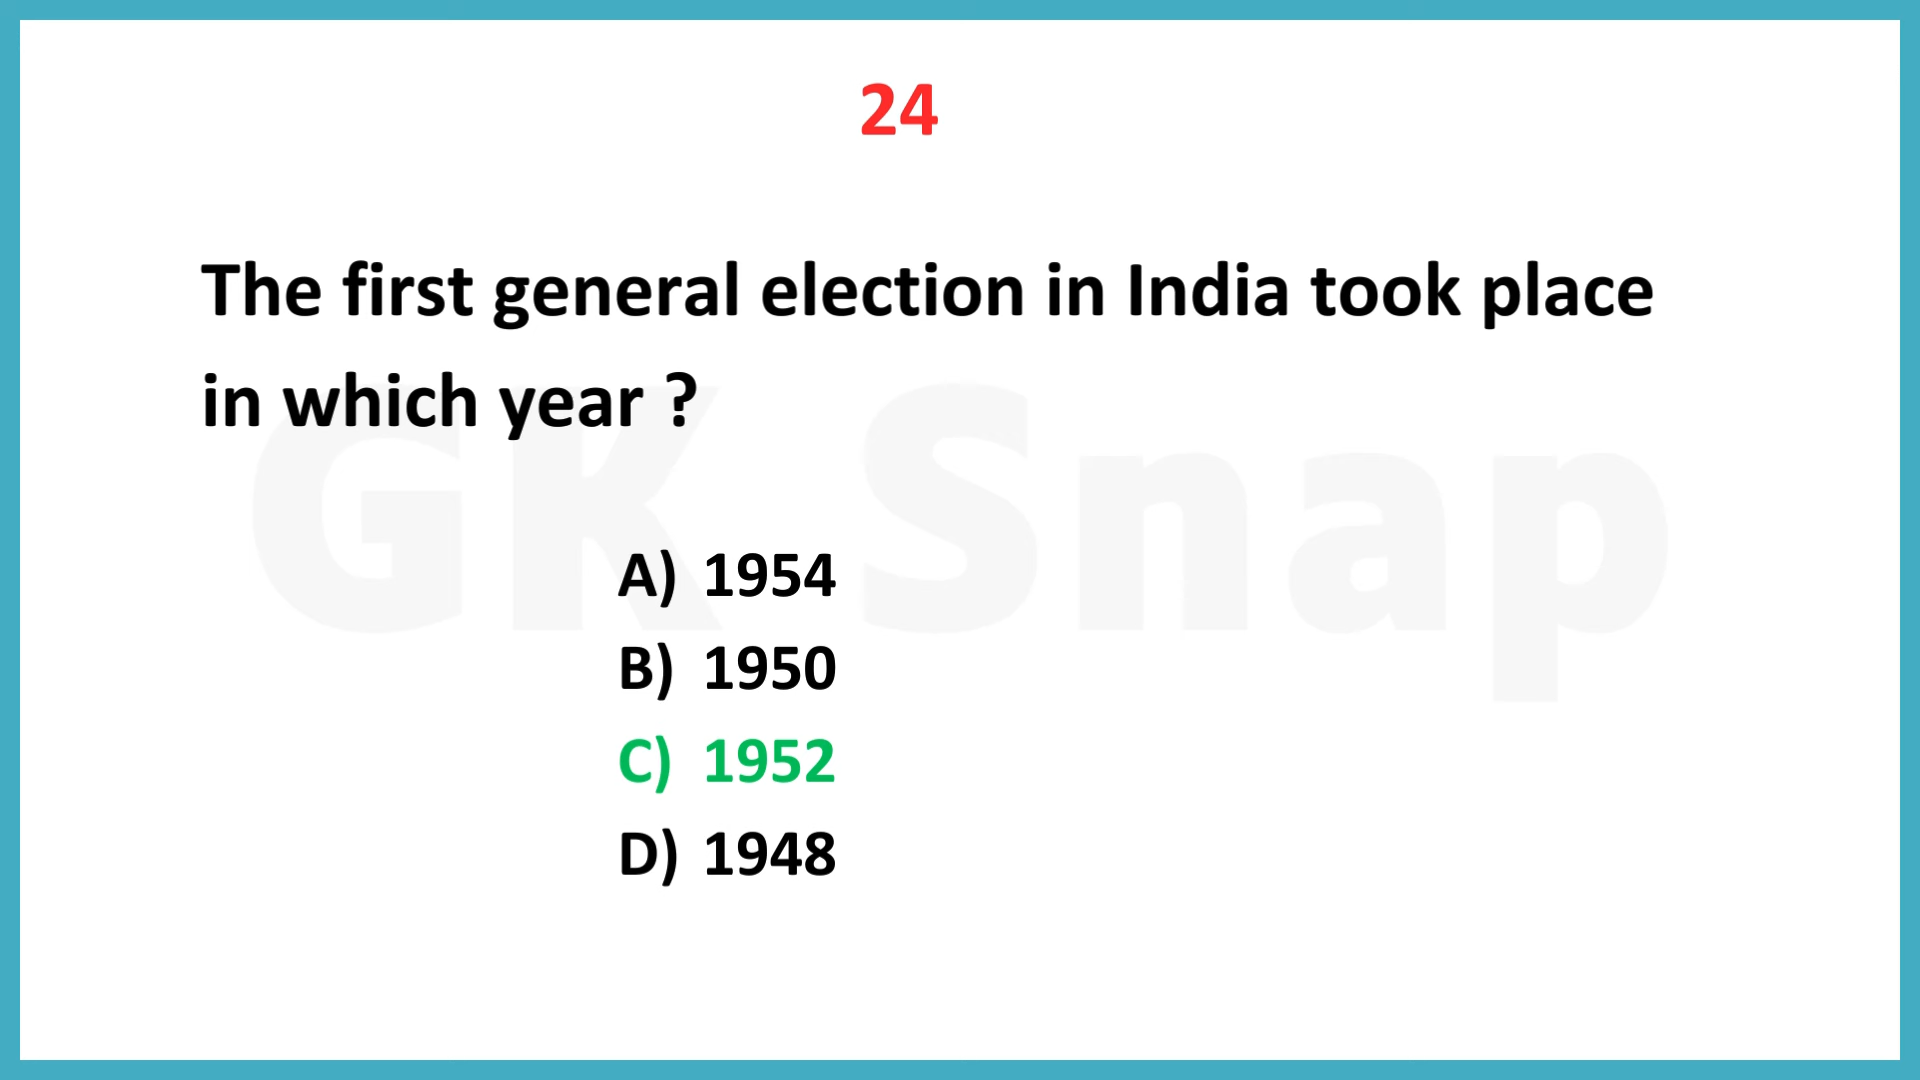 24
The first general election in India took place
in which year ?
GK Snap
A) 1954
B) 1950
C) 1952
D) 1948